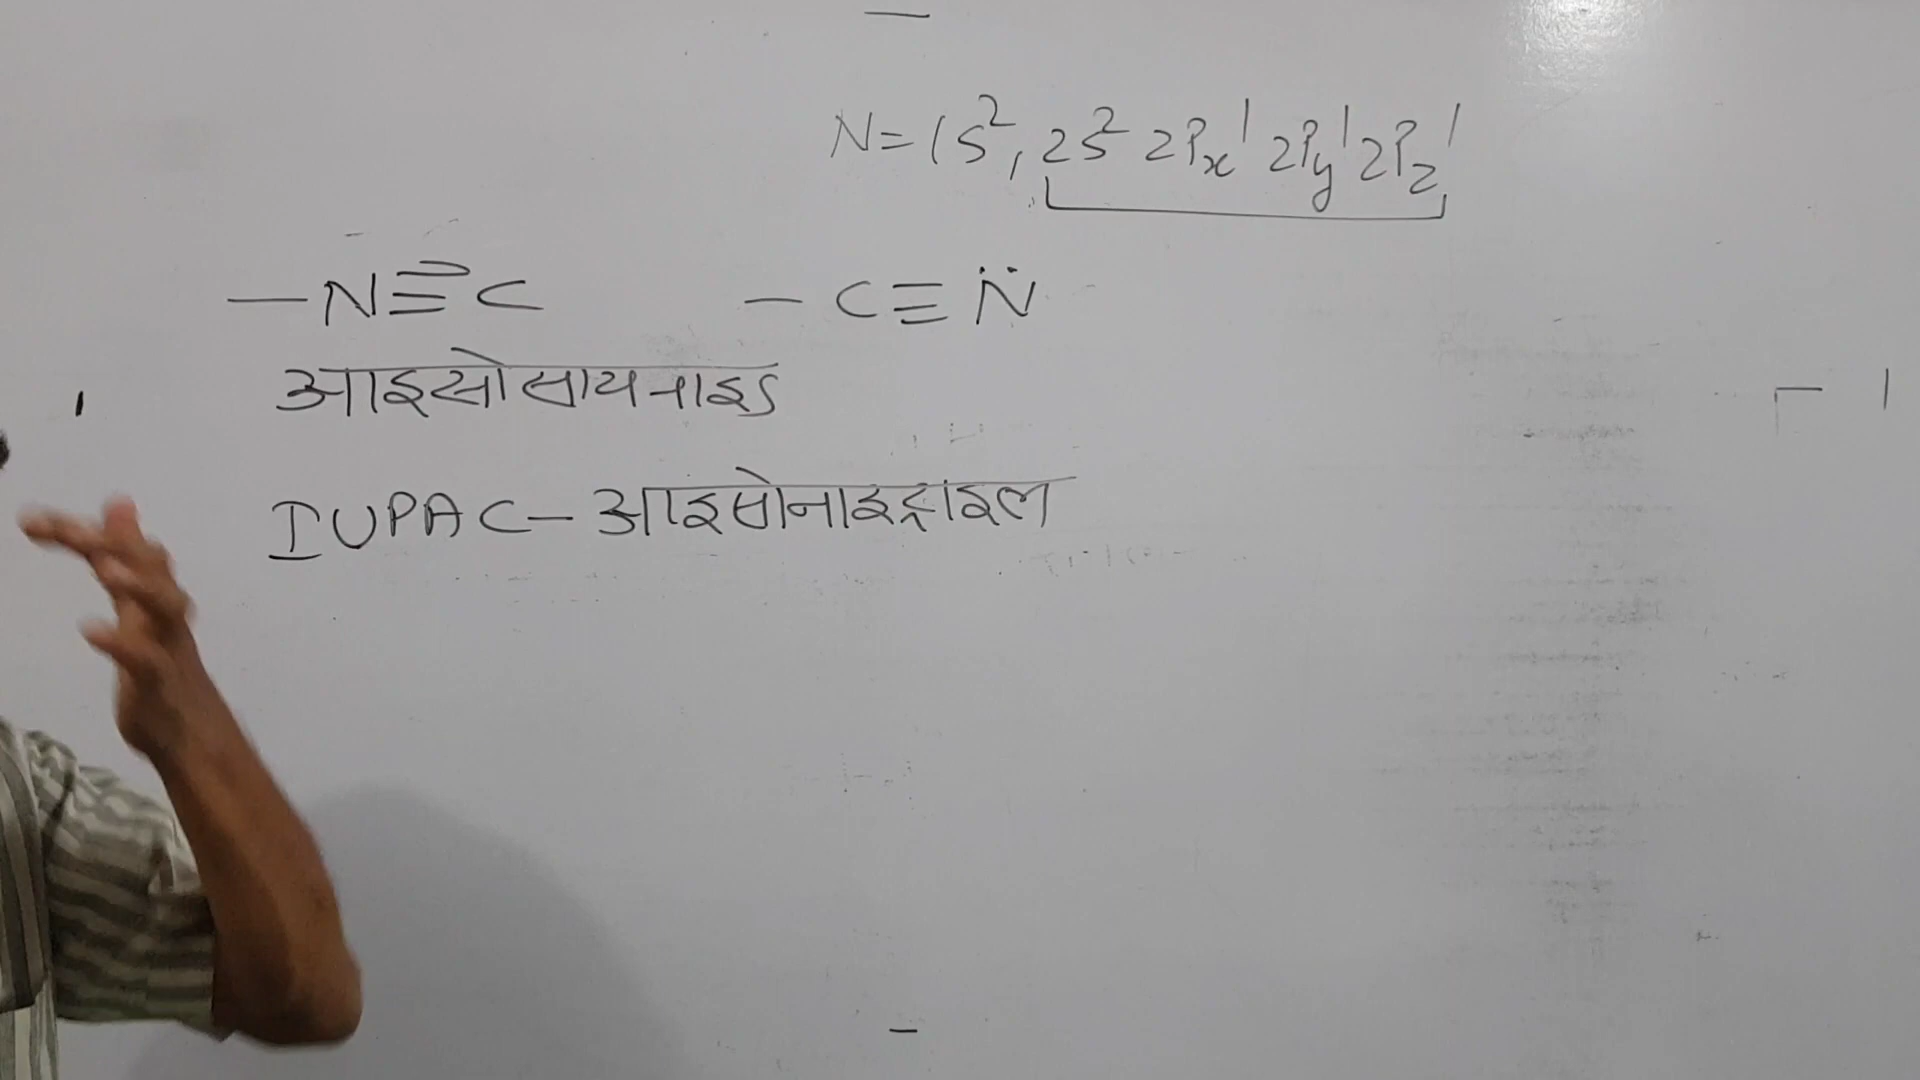 N = 1s², 2s² 2Px¹ 2Py¹ 2Pz¹
—N≡C —C≡N̈
आइसोसायनाइड
IUPAC – आइसोनाइट्राइल